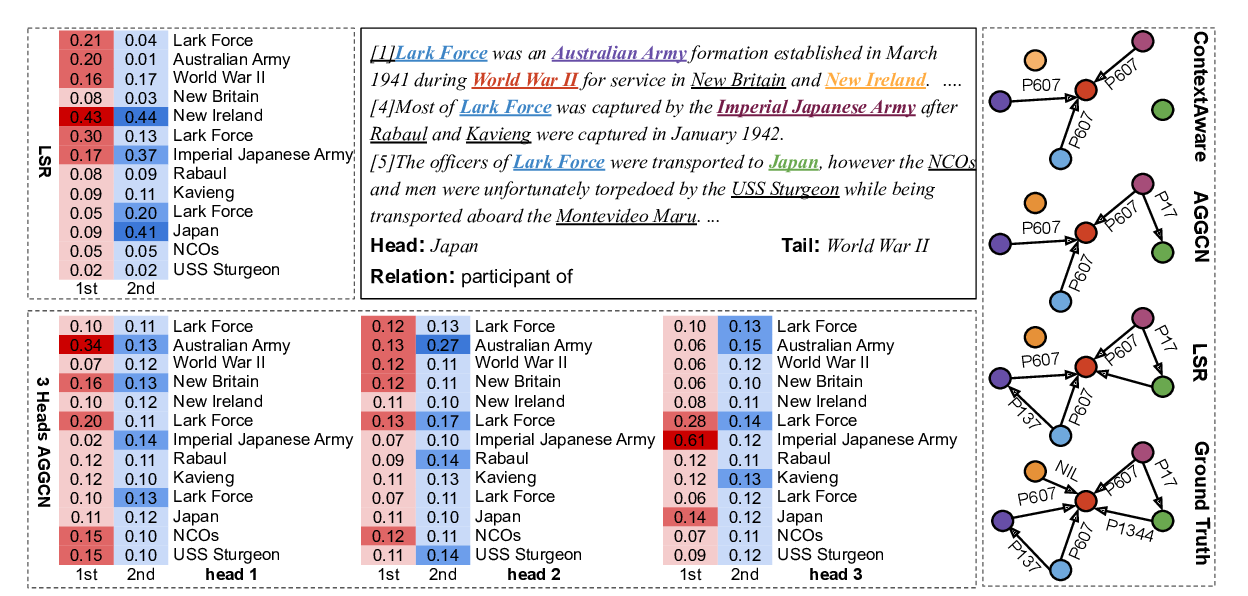 LSR
0.21 0.04 Lark Force
0.20 0.01 Australian Army
0.16 0.17 World War II
0.08 0.03 New Britain
0.43 0.44 New Ireland
0.30 0.13 Lark Force
0.17 0.37 Imperial Japanese Army
0.08 0.09 Rabaul
0.09 0.11 Kavieng
0.05 0.20 Lark Force
0.09 0.41 Japan
0.05 0.05 NCOs
0.02 0.02 USS Sturgeon
1st 2nd
[1]Lark Force was an Australian Army formation established in March
1941 during World War II for service in New Britain and New Ireland. ....
[4]Most of Lark Force was captured by the Imperial Japanese Army after
Rabaul and Kavieng were captured in January 1942.
[5]The officers of Lark Force were transported to Japan, however the NCOs
and men were unfortunately torpedoed by the USS Sturgeon while being
transported aboard the Montevideo Maru. ...
Head: Japan Tail: World War II
Relation: participant of
3 Heads AGGCN
0.10 0.11 Lark Force
0.34 0.13 Australian Army
0.07 0.12 World War II
0.16 0.13 New Britain
0.10 0.12 New Ireland
0.20 0.11 Lark Force
0.02 0.14 Imperial Japanese Army
0.12 0.11 Rabaul
0.12 0.10 Kavieng
0.10 0.13 Lark Force
0.11 0.12 Japan
0.15 0.10 NCOs
0.15 0.10 USS Sturgeon
1st 2nd head 1
0.12 0.13 Lark Force
0.13 0.27 Australian Army
0.12 0.11 World War II
0.12 0.11 New Britain
0.11 0.10 New Ireland
0.13 0.17 Lark Force
0.07 0.10 Imperial Japanese Army
0.09 0.14 Rabaul
0.11 0.13 Kavieng
0.07 0.11 Lark Force
0.11 0.10 Japan
0.12 0.11 NCOs
0.11 0.14 USS Sturgeon
1st 2nd head 2
0.10 0.13 Lark Force
0.06 0.15 Australian Army
0.06 0.12 World War II
0.06 0.10 New Britain
0.08 0.11 New Ireland
0.28 0.14 Lark Force
0.61 0.12 Imperial Japanese Army
0.12 0.11 Rabaul
0.12 0.13 Kavieng
0.06 0.12 Lark Force
0.14 0.12 Japan
0.07 0.11 NCOs
0.09 0.12 USS Sturgeon
1st 2nd head 3
ContextAware
P607
P607
P607
AGGCN
P607
P607
P17
P607
LSR
P607
P607
P17
P137
P607
Ground Truth
NIL
P607
P607
P17
P1344
P137
P607